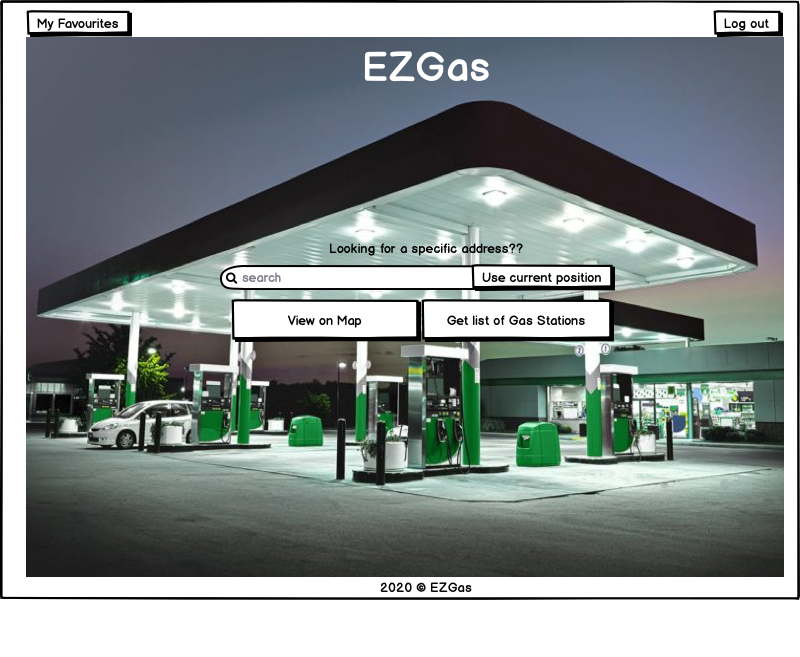 My Favourites
Log out
EZGas
Looking for a specific address??
search
Use current position
View on Map
Get list of Gas Stations
2020 © EZGas